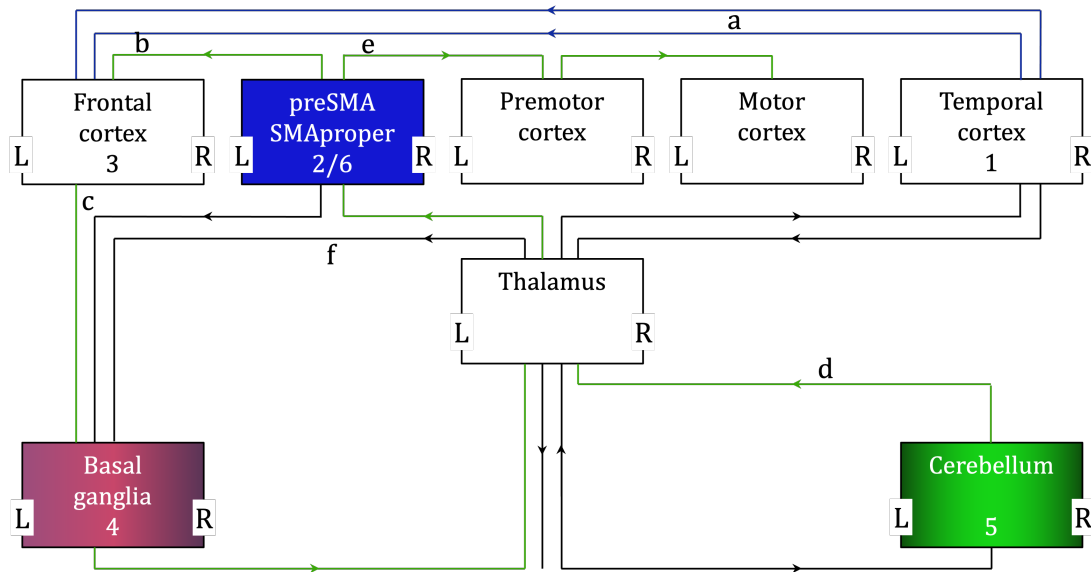 a
b
e
Frontal
cortex
3
L
R
preSMA
SMAproper
2/6
L
R
Premotor
cortex
L
R
Motor
cortex
L
R
Temporal
cortex
1
L
R
c
f
Thalamus
L
R
d
Basal
ganglia
4
L
R
Cerebellum
5
L
R